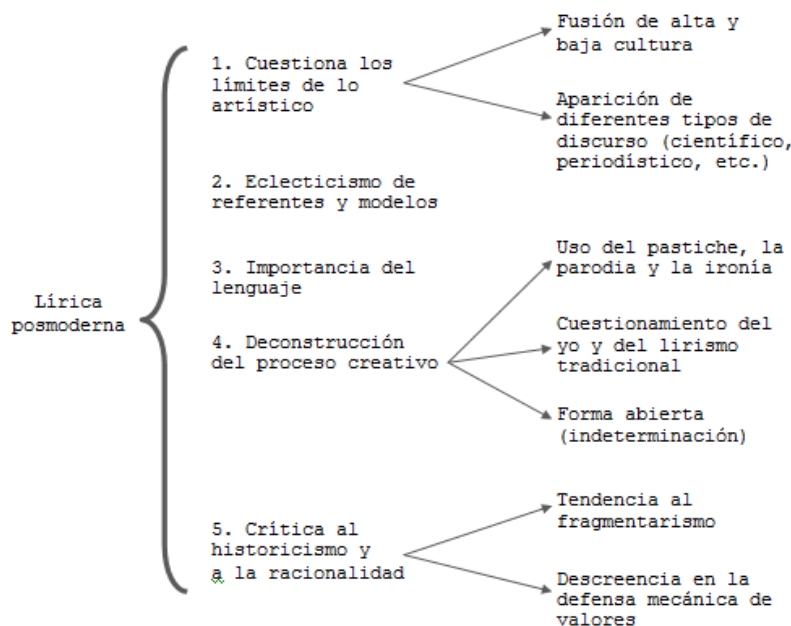 Lírica
posmoderna
1. Cuestiona los
límites de lo
artístico
Fusión de alta y
baja cultura
Aparición de
diferentes tipos de
discurso (científico,
periodístico, etc.)
2. Eclecticismo de
referentes y modelos
3. Importancia del
lenguaje
4. Deconstrucción
del proceso creativo
Uso del pastiche, la
parodia y la ironía
Cuestionamiento del
yo y del lirismo
tradicional
Forma abierta
(indeterminación)
5. Crítica al
historicismo y
a la racionalidad
Tendencia al
fragmentarismo
Descreencia en la
defensa mecánica de
valores